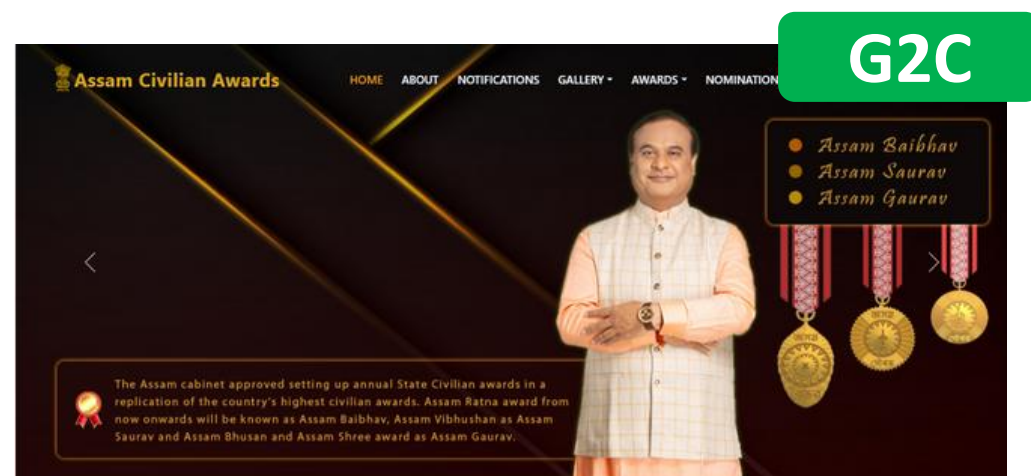 G2C
Assam Civilian Awards
HOME ABOUT NOTIFICATIONS GALLERY AWARDS NOMINATION
Assam Baibhav
Assam Saurav
Assam Gaurav
The Assam cabinet approved setting up annual State Civilian awards in a
replication of the country's highest civilian awards. Assam Ratna award from
now onwards will be known as Assam Baibhav, Assam Vibhushan as Assam
Saurav and Assam Bhusan and Assam Shree award as Assam Gaurav.